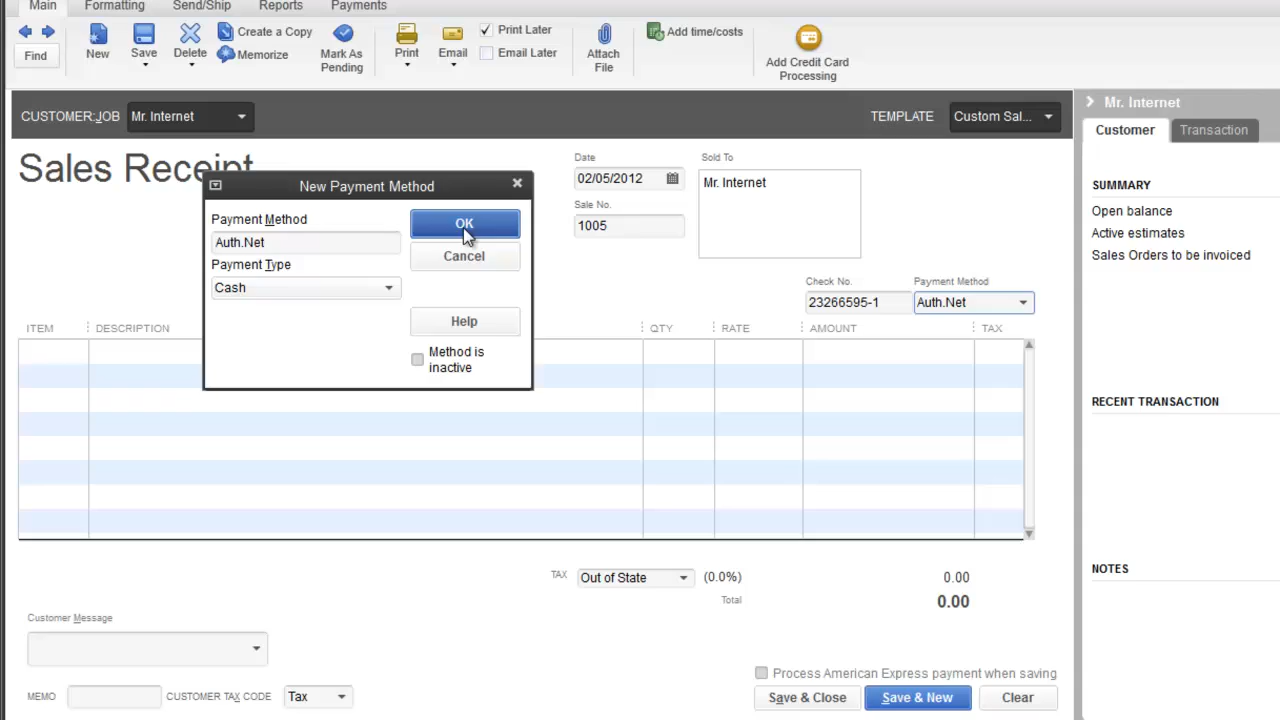 Main Formatting Send/Ship Reports Payments
Find
New
Save
Delete
Create a Copy
Memorize
Mark As
Pending
Print
Email
Print Later
Email Later
Attach
File
Add time/costs
Add Credit Card
Processing
CUSTOMER:JOB Mr. Internet
TEMPLATE Custom Sal...
Mr. Internet
Customer Transaction
Sales Receipt
Date
02/05/2012
Sale No.
1005
Sold To
Mr. Internet
New Payment Method
Payment Method
Auth.Net
Payment Type
Cash
OK
Cancel
Help
Method is
inactive
SUMMARY
Open balance
Active estimates
Sales Orders to be invoiced
Check No. Payment Method
23266595-1 Auth.Net
ITEM DESCRIPTION QTY RATE AMOUNT TAX
RECENT TRANSACTION
TAX Out of State (0.0%) 0.00
Total 0.00
NOTES
Customer Message
MEMO CUSTOMER TAX CODE Tax
Process American Express payment when saving
Save & Close Save & New Clear